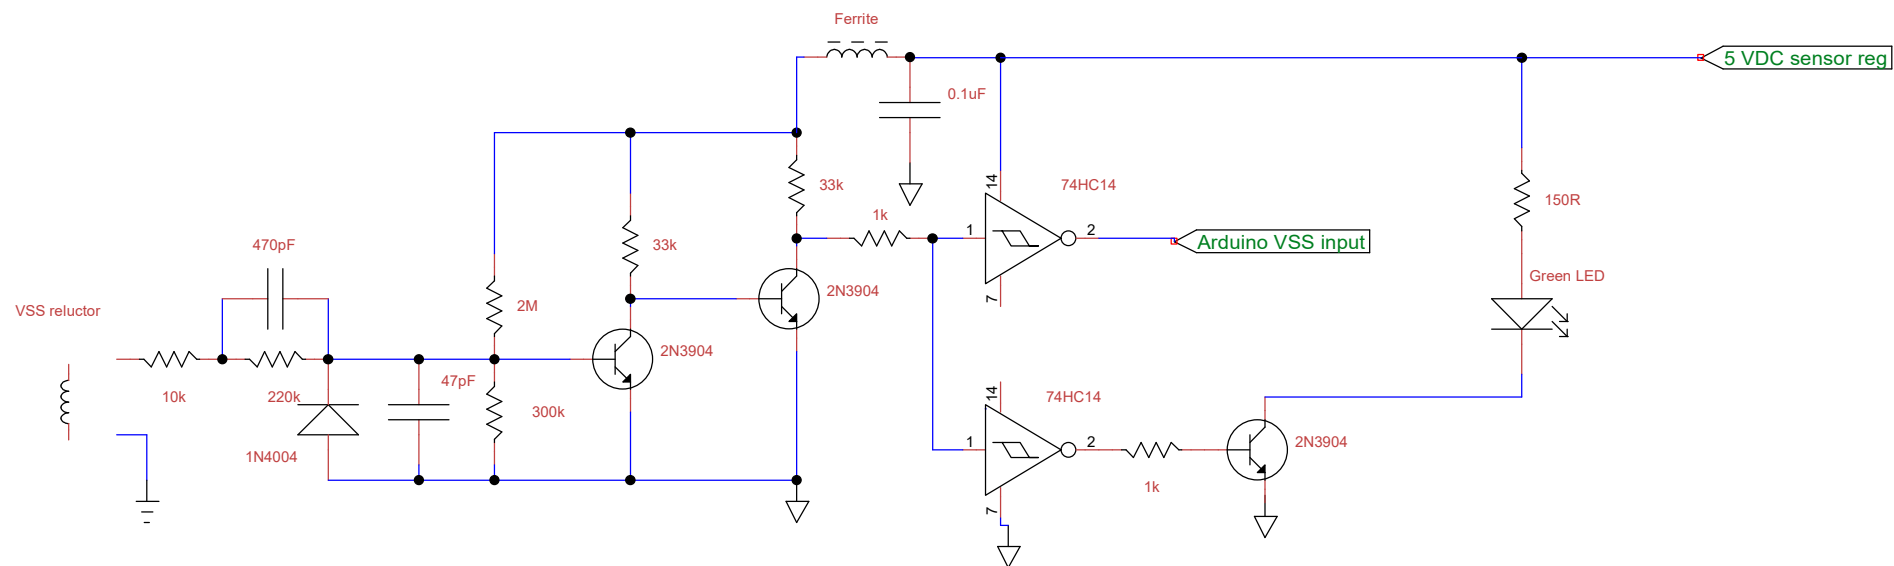 Ferrite
5 VDC sensor reg
0.1uF
33k
14
74HC14
150R
1k
1
2
Arduino VSS input
470pF
33k
Green LED
2N3904
7
VSS reluctor
2M
2N3904
47pF
10k
220k
300k
14
74HC14
1
2
2N3904
1N4004
1k
7